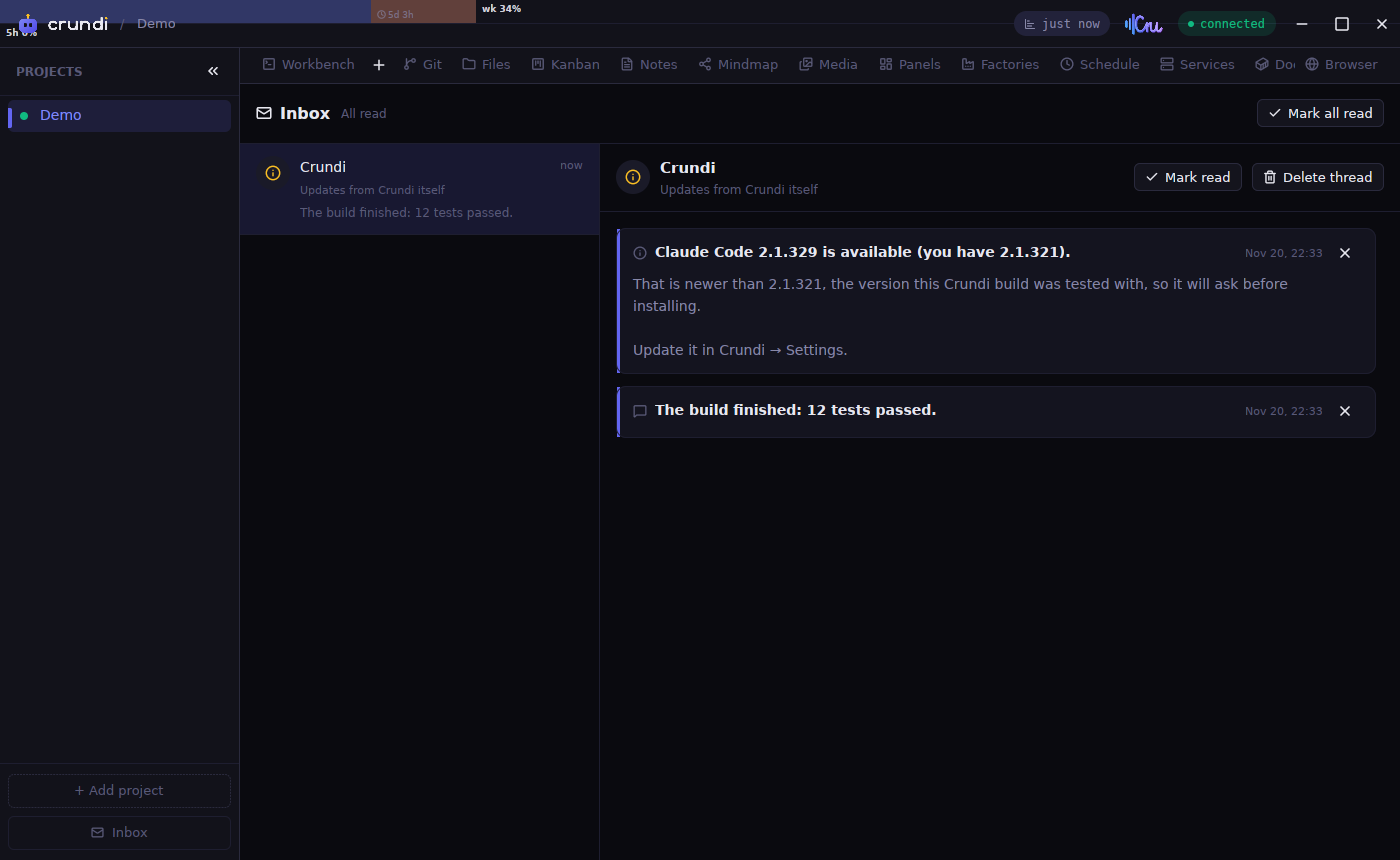 5d 3h
wk 34%
5h 6%
crundi / Demo
just now
Cru
connected
PROJECTS
Workbench
Git
Files
Kanban
Notes
Mindmap
Media
Panels
Factories
Schedule
Services
Doc
Browser
Demo
Inbox All read
Mark all read
Crundi
now
Updates from Crundi itself
The build finished: 12 tests passed.
Crundi
Updates from Crundi itself
Mark read
Delete thread
Claude Code 2.1.329 is available (you have 2.1.321).
Nov 20, 22:33
That is newer than 2.1.321, the version this Crundi build was tested with, so it will ask before
installing.
Update it in Crundi → Settings.
The build finished: 12 tests passed.
Nov 20, 22:33
+ Add project
Inbox